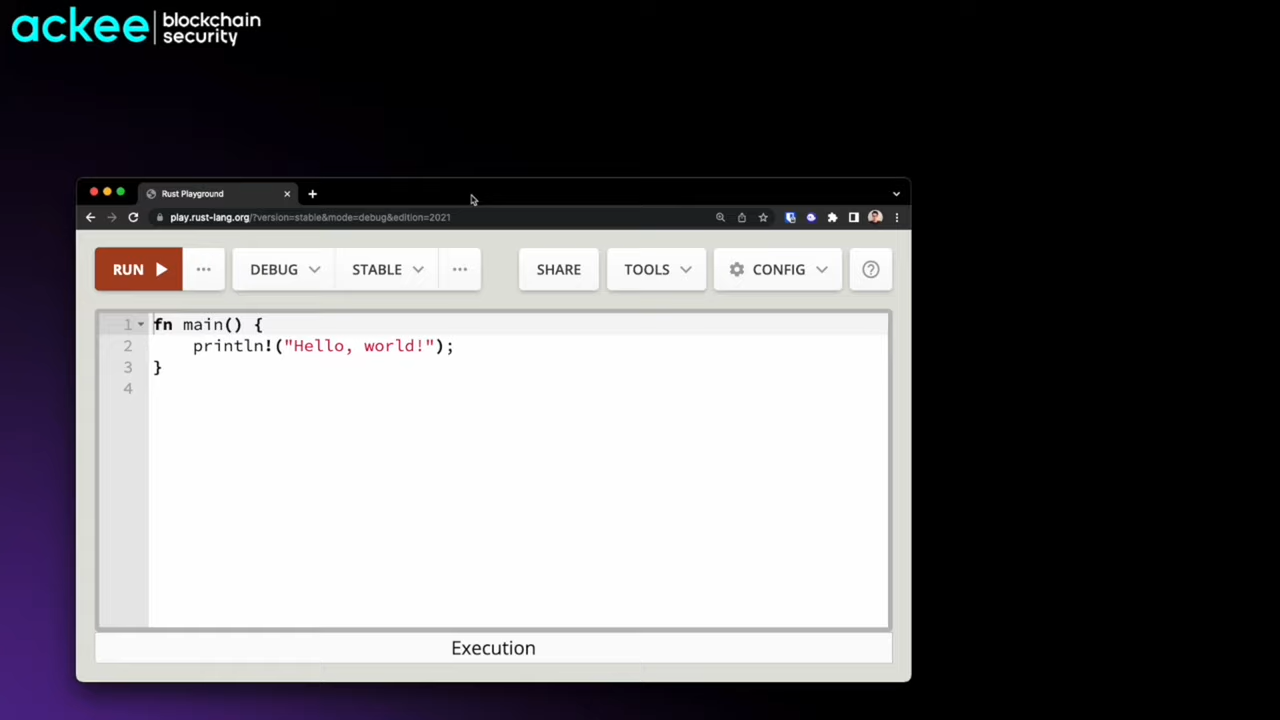 ackee blockchain
security
Rust Playground
play.rust-lang.org/?version=stable&mode=debug&edition=2021
RUN ... DEBUG STABLE ... SHARE TOOLS CONFIG ?
1 fn main() {
2 println!("Hello, world!");
3 }
4
Execution